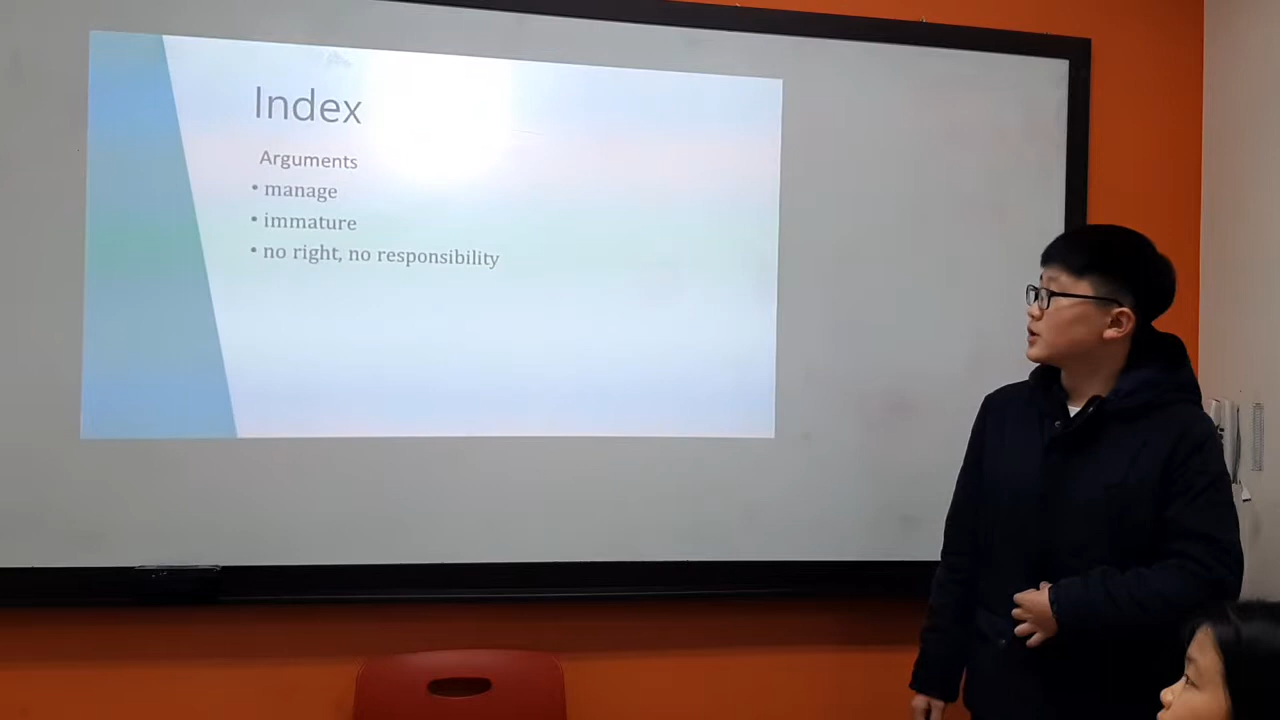 Index
Arguments
• manage
• immature
• no right, no responsibility